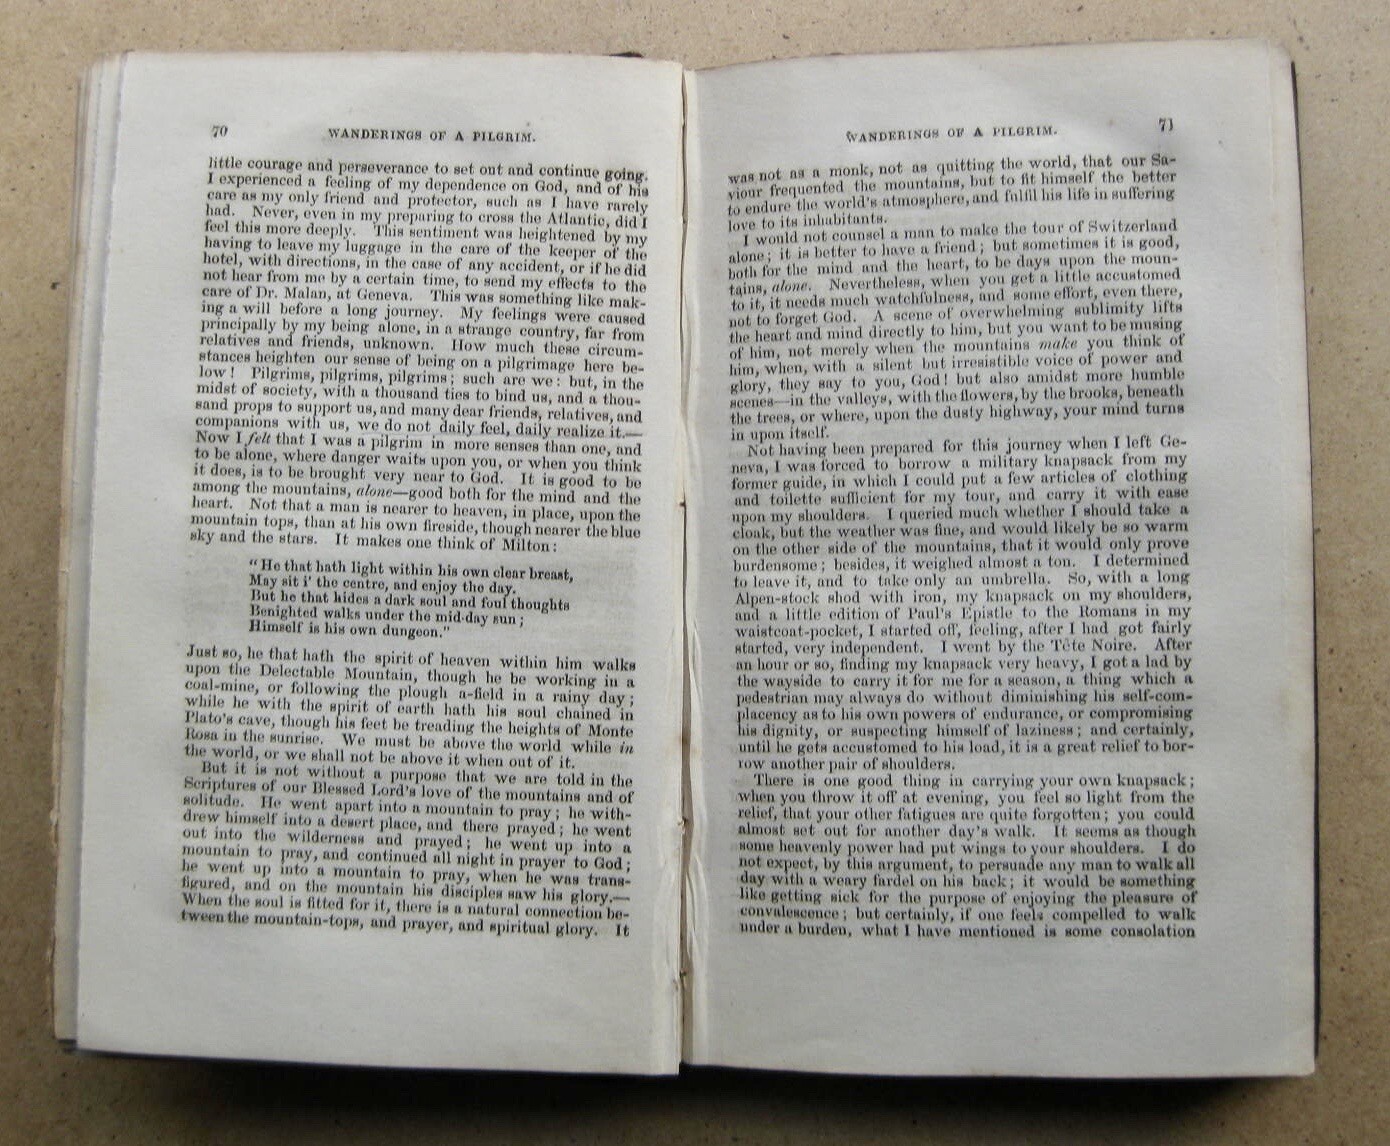 70
WANDERINGS OF A PILGRIM.
little courage and perseverance to set out and continue going.
I experienced a feeling of my dependence on God, and of his
care as my only friend and protector, such as I have rarely
had. Never, even in my preparing to cross the Atlantic, did I
feel this more deeply. This sentiment was heightened by my
having to leave my luggage in the care of the keeper of the
hotel, with directions, in the case of any accident, or if he did
not hear from me by a certain time, to send my effects to the
care of Dr. Malan, at Geneva. This was something like mak-
ing a will before a long journey. My feelings were caused
principally by my being alone, in a strange country, far from
relatives and friends, unknown. How much these circum-
stances heighten our sense of being on a pilgrimage here be-
low! Pilgrims, pilgrims, pilgrims; such are we: but, in the
midst of society, with a thousand ties to bind us, and a thou-
sand props to support us, and many dear friends, relatives, and
companions with us, we do not daily feel, daily realize it.—
Now I felt that I was a pilgrim in more senses than one, and
to be alone, where danger waits upon you, or when you think
it does, is to be brought very near to God. It is good to be
among the mountains, alone—good both for the mind and the
heart. Not that a man is nearer to heaven, in place, upon the
mountain tops, than at his own fireside, though nearer the blue
sky and the stars. It makes one think of Milton:
"He that hath light within his own clear breast,
May sit i' the centre, and enjoy the day.
But he that hides a dark soul and foul thoughts
Benighted walks under the mid-day sun;
Himself is his own dungeon."
Just so, he that hath the spirit of heaven within him walks
upon the Delectable Mountain, though he be working in a
coal-mine, or following the plough a-field in a rainy day;
while he with the spirit of earth hath his soul chained in
Plato's cave, though his feet be treading the heights of Monte
Rosa in the sunrise. We must be above the world while in
the world, or we shall not be above it when out of it.
But it is not without a purpose that we are told in the
Scriptures of our Blessed Lord's love of the mountains and of
solitude. He went apart into a mountain to pray; he with-
drew himself into a desert place, and there prayed; he went
out into the wilderness and prayed; he went up into a
mountain to pray, and continued all night in prayer to God;
he went up into a mountain to pray, when he was trans-
figured, and on the mountain his disciples saw his glory.—
When the soul is fitted for it, there is a natural connection be-
tween the mountain-tops, and prayer, and spiritual glory. It
WANDERINGS OF A PILGRIM.
71
was not as a monk, not as quitting the world, that our Sa-
viour frequented the mountains, but to fit himself the better
to endure the world's atmosphere, and fulfil his life in suffering
love to its inhabitants.
I would not counsel a man to make the tour of Switzerland
alone; it is better to have a friend; but sometimes it is good,
both for the mind and the heart, to be days upon the moun-
tains, alone. Nevertheless, when you get a little accustomed
to it, it needs much watchfulness, and some effort, even there,
not to forget God. A scene of overwhelming sublimity lifts
the heart and mind directly to him, but you want to be musing
of him, not merely when the mountains make you think of
him, when, with a silent but irresistible voice of power and
glory, they say to you, God! but also amidst more humble
scenes—in the valleys, with the flowers, by the brooks, beneath
the trees, or where, upon the dusty highway, your mind turns
in upon itself.
Not having been prepared for this journey when I left Ge-
neva, I was forced to borrow a military knapsack from my
former guide, in which I could put a few articles of clothing
and toilette sufficient for my tour, and carry it with ease
upon my shoulders. I queried much whether I should take a
cloak, but the weather was fine, and would likely be so warm
on the other side of the mountains, that it would only prove
burdensome; besides, it weighed almost a ton. I determined
to leave it, and to take only an umbrella. So, with a long
Alpen-stock shod with iron, my knapsack on my shoulders,
and a little edition of Paul's Epistle to the Romans in my
waistcoat-pocket, I started off, feeling, after I had got fairly
started, very independent. I went by the Tête Noire. After
an hour or so, finding my knapsack very heavy, I got a lad by
the wayside to carry it for me for a season, a thing which a
pedestrian may always do without diminishing his self-com-
placency as to his own powers of endurance, or compromising
his dignity, or suspecting himself of laziness; and certainly,
until he gets accustomed to his load, it is a great relief to bor-
row another pair of shoulders.
There is one good thing in carrying your own knapsack;
when you throw it off at evening, you feel so light from the
relief, that your other fatigues are quite forgotten; you could
almost set out for another day's walk. It seems as though
some heavenly power had put wings to your shoulders. I do
not expect, by this argument, to persuade any man to walk all
day with a weary fardel on his back; it would be something
like getting sick for the purpose of enjoying the pleasure of
convalescence; but certainly, if one feels compelled to walk
under a burden, what I have mentioned is some consolation